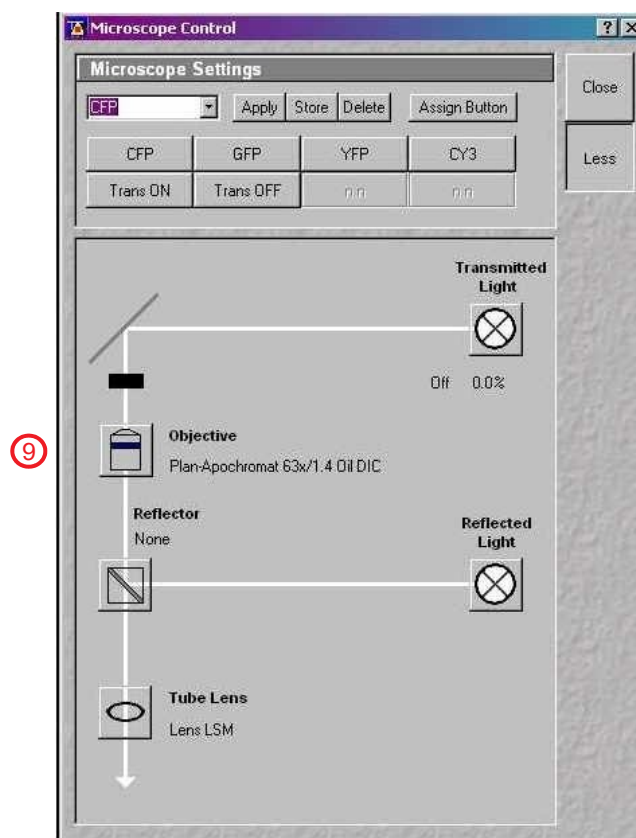 Microscope Control ? X
Microscope Settings
CFP Apply Store Delete Assign Button
CFP GFP YFP CY3
Trans ON Trans OFF n.n n.n
Close
Less
Transmitted
Light
Off 0.0%
9
Objective
Plan-Apochromat 63x/1.4 Oil DIC
Reflector
None
Reflected
Light
Tube Lens
Lens LSM